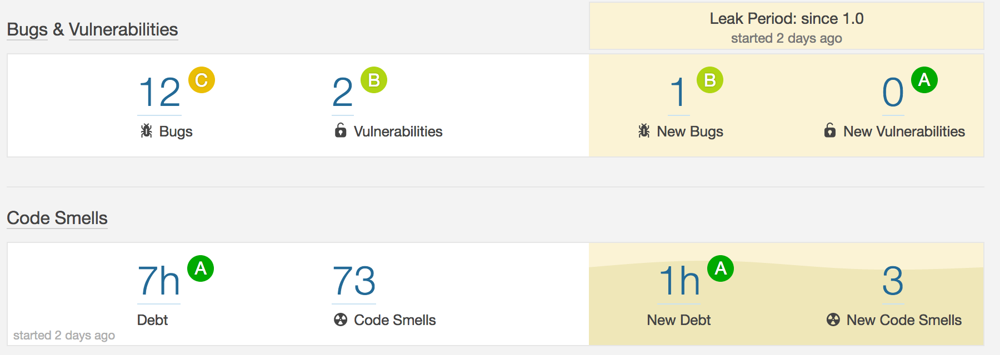 Bugs & Vulnerabilities
Leak Period: since 1.0
started 2 days ago
12 C
2 B
1 B
0 A
Bugs
Vulnerabilities
New Bugs
New Vulnerabilities
Code Smells
7h A
73
1h A
3
Debt
Code Smells
New Debt
New Code Smells
started 2 days ago